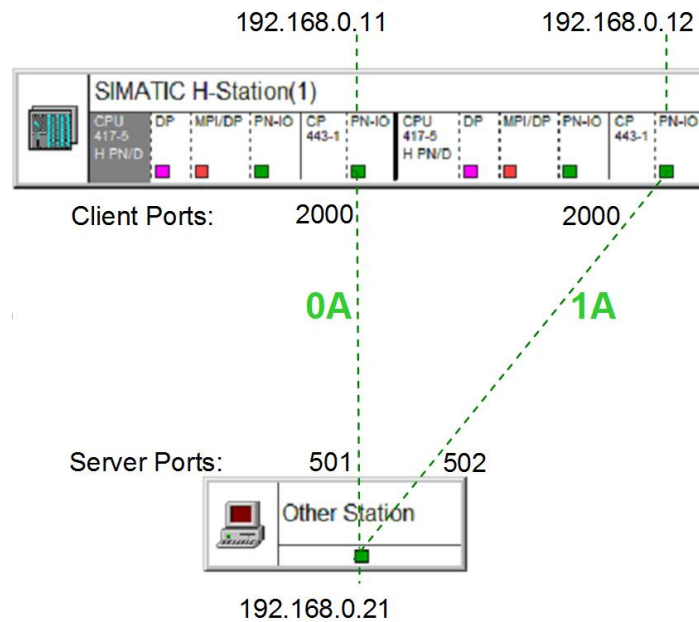 192.168.0.11 192.168.0.12
SIMATIC H-Station(1)
CPU DP MPI/DP PN-IO CP PN-IO CPU DP MPI/DP PN-IO CP PN-IO
417-5 443-1 417-5 443-1
H PN/D H PN/D
Client Ports: 2000 2000
0A 1A
Server Ports: 501 502
Other Station
192.168.0.21